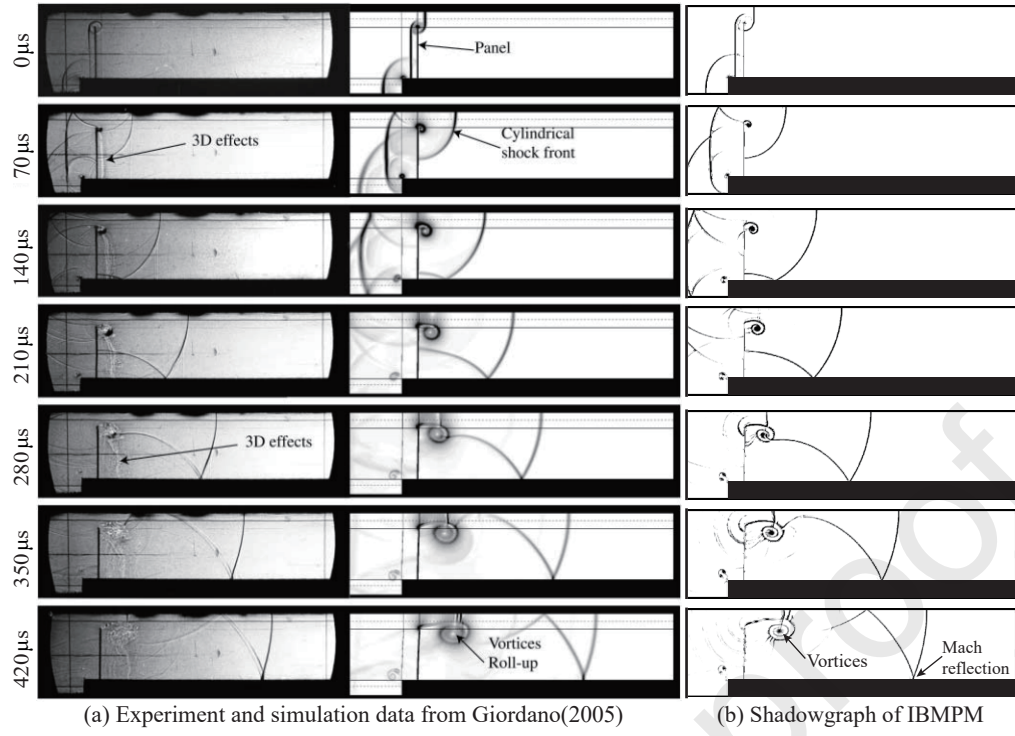 0μs
Panel
70μs
3D effects
Cylindrical
shock front
140μs
210μs
280μs
3D effects
350μs
420μs
Vortices
Roll-up
Vortices
Mach
reflection
(a) Experiment and simulation data from Giordano(2005)
(b) Shadowgraph of IBMPM
proof